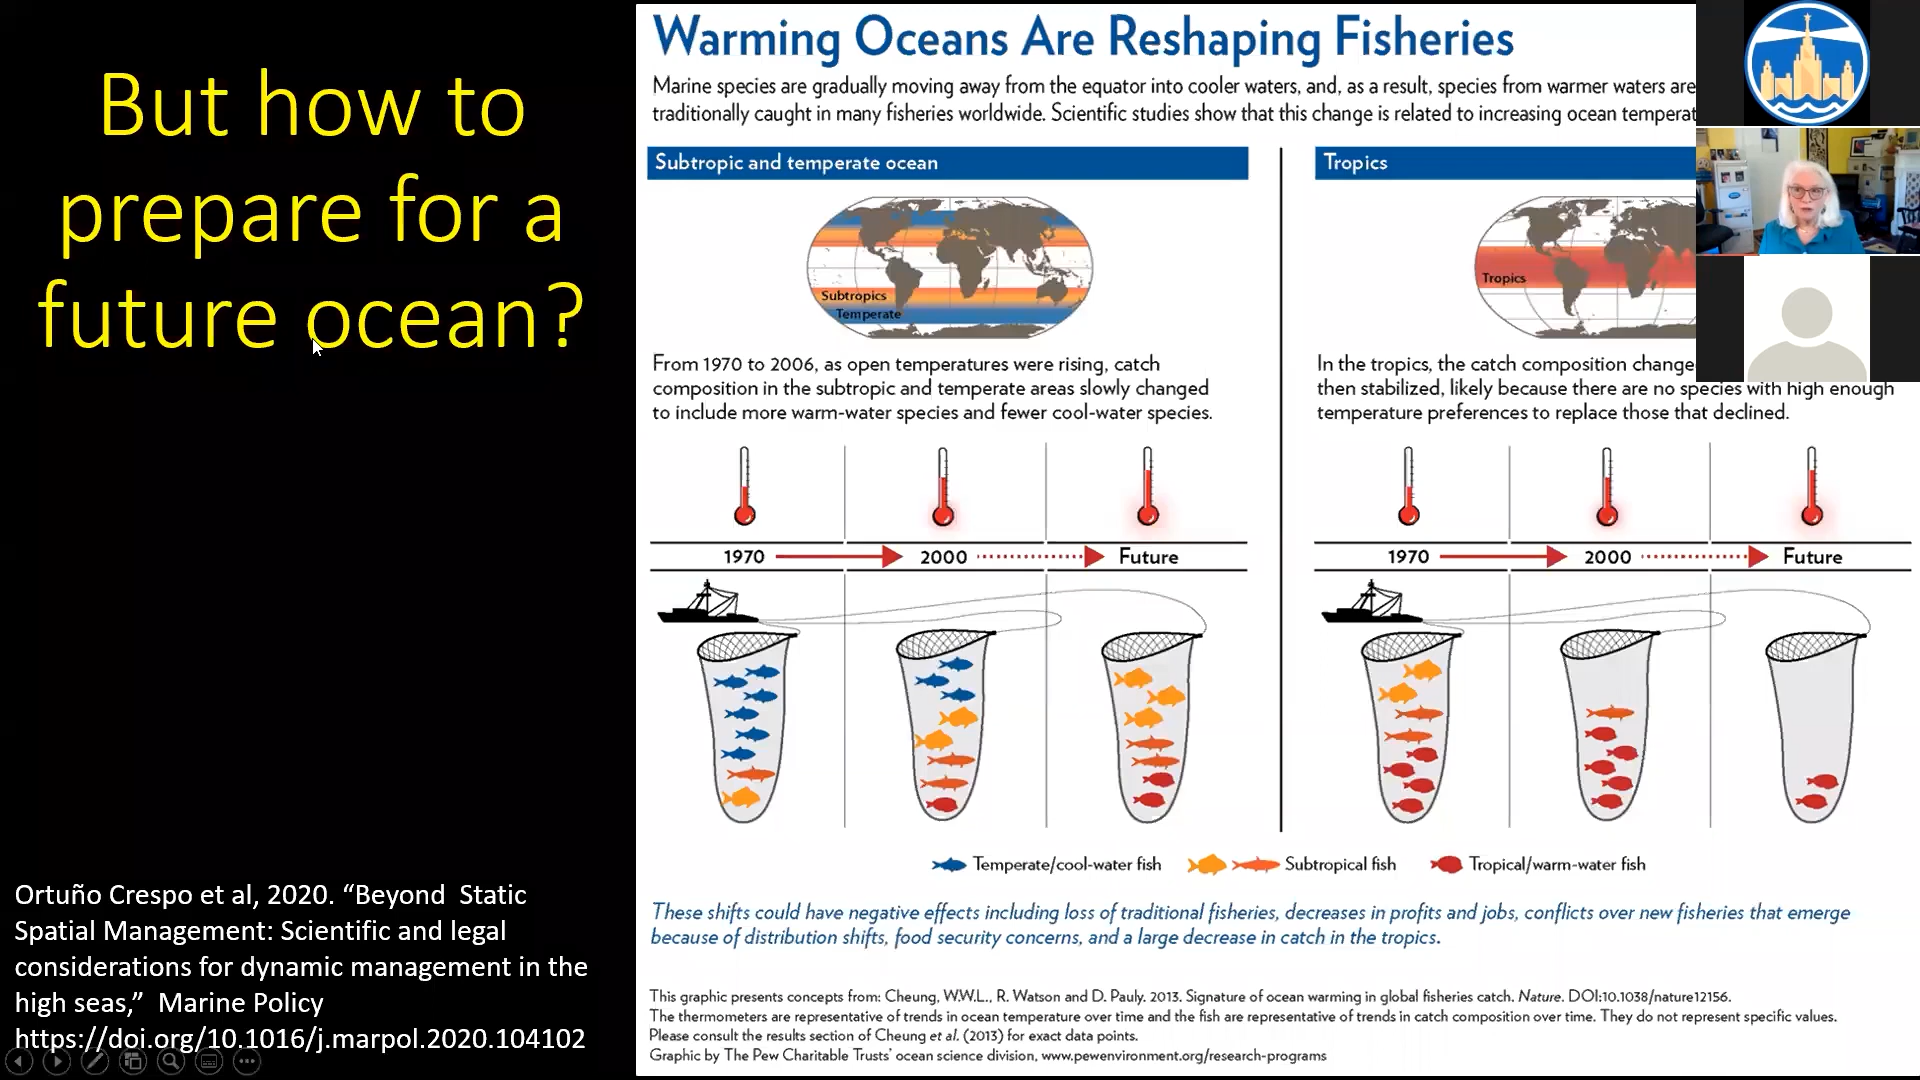 But how to
prepare for a
future ocean?
Ortuño Crespo et al, 2020. “Beyond Static
Spatial Management: Scientific and legal
considerations for dynamic management in the
high seas,” Marine Policy
https://doi.org/10.1016/j.marpol.2020.104102
Warming Oceans Are Reshaping Fisheries
Marine species are gradually moving away from the equator into cooler waters, and, as a result, species from warmer waters are
traditionally caught in many fisheries worldwide. Scientific studies show that this change is related to increasing ocean temperat
Subtropic and temperate ocean
Subtropics
Temperate
From 1970 to 2006, as open temperatures were rising, catch
composition in the subtropic and temperate areas slowly changed
to include more warm-water species and fewer cool-water species.
1970 2000 Future
Tropics
Tropics
In the tropics, the catch composition change
then stabilized, likely because there are no species with high enough
temperature preferences to replace those that declined.
1970 2000 Future
Temperate/cool-water fish Subtropical fish Tropical/warm-water fish
These shifts could have negative effects including loss of traditional fisheries, decreases in profits and jobs, conflicts over new fisheries that emerge
because of distribution shifts, food security concerns, and a large decrease in catch in the tropics.
This graphic presents concepts from: Cheung, W.W.L., R. Watson and D. Pauly. 2013. Signature of ocean warming in global fisheries catch. Nature. DOI:10.1038/nature12156.
The thermometers are representative of trends in ocean temperature over time and the fish are representative of trends in catch composition over time. They do not represent specific values.
Please consult the results section of Cheung et al. (2013) for exact data points.
Graphic by The Pew Charitable Trusts’ ocean science division, www.pewenvironment.org/research-programs